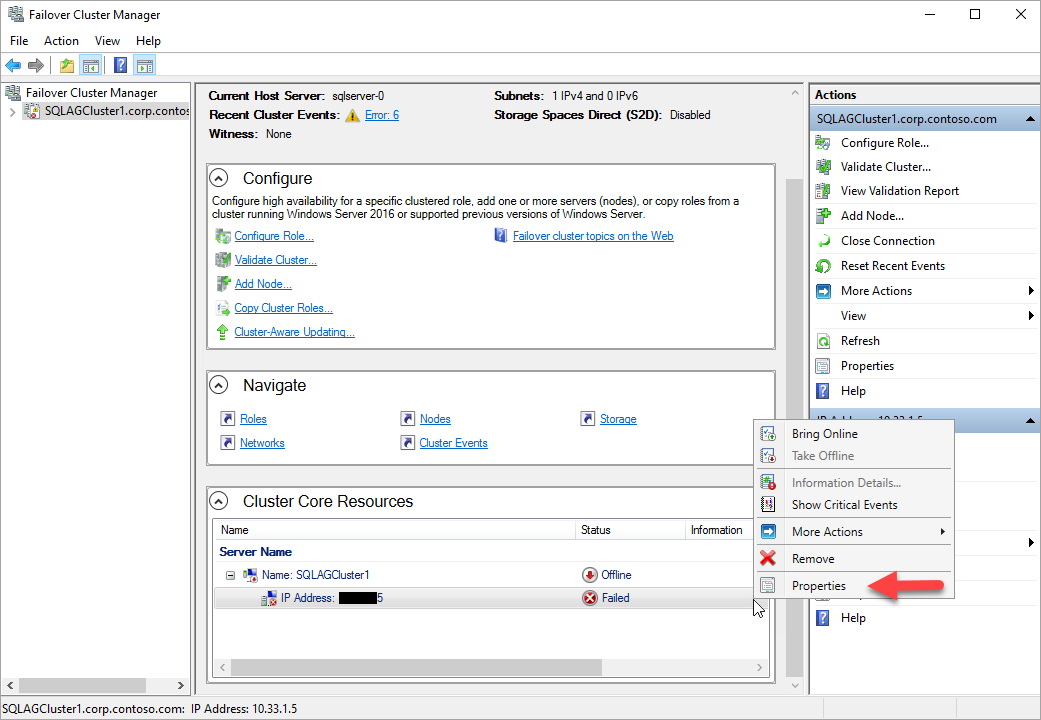 Failover Cluster Manager
File Action View Help
Failover Cluster Manager
SQLAGCluster1.corp.contos
Current Host Server: sqlserver-0
Recent Cluster Events: Error: 6
Witness: None
Subnets: 1 IPv4 and 0 IPv6
Storage Spaces Direct (S2D): Disabled
Configure
Configure high availability for a specific clustered role, add one or more servers (nodes), or copy roles from a
cluster running Windows Server 2016 or supported previous versions of Windows Server.
Configure Role...
Validate Cluster...
Add Node...
Copy Cluster Roles...
Cluster-Aware Updating...
Failover cluster topics on the Web
Navigate
Roles Nodes Storage
Networks Cluster Events
Cluster Core Resources
Name Status Information
Server Name
Name: SQLAGCluster1 Offline
IP Address: 5 Failed
Actions
SQLAGCluster1.corp.contoso.com
Configure Role...
Validate Cluster...
View Validation Report
Add Node...
Close Connection
Reset Recent Events
More Actions
View
Refresh
Properties
Help
IP Address: 10.33.1.5
Bring Online
Take Offline
Information Details...
Show Critical Events
More Actions
Remove
Properties
Help
SQLAGCluster1.corp.contoso.com: IP Address: 10.33.1.5